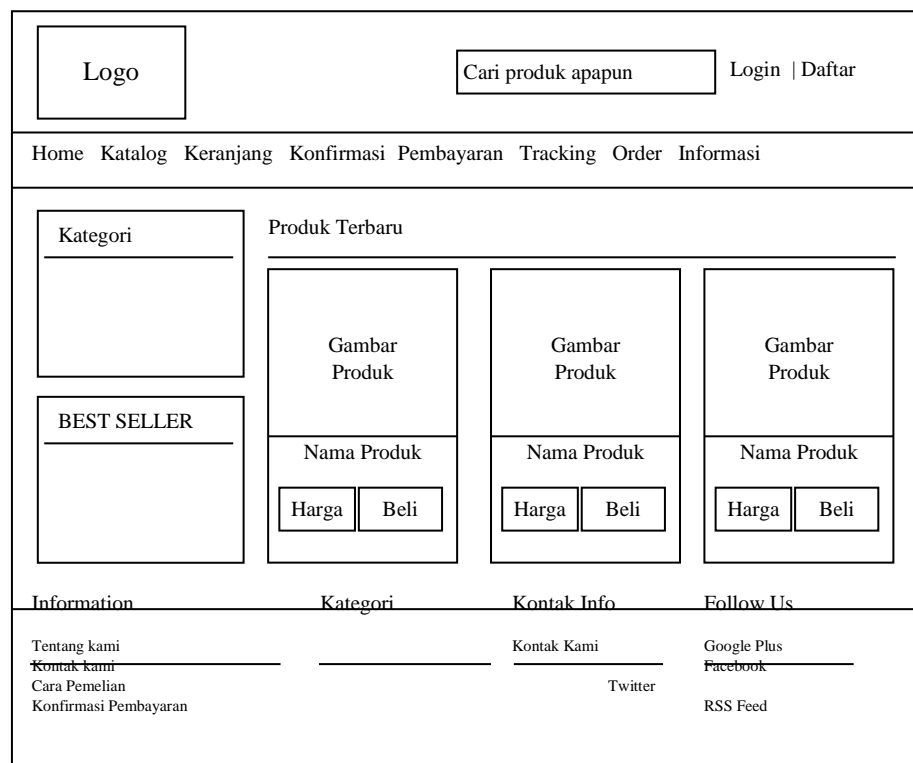 Logo
Cari produk apapun
Login | Daftar
Home Katalog Keranjang Konfirmasi Pembayaran Tracking Order Informasi
Kategori
BEST SELLER
Produk Terbaru
Gambar
Produk
Nama Produk
Harga Beli
Gambar
Produk
Nama Produk
Harga Beli
Gambar
Produk
Nama Produk
Harga Beli
Information
Tentang kami
Kontak kami
Cara Pemelian
Konfirmasi Pembayaran
Kategori
Kontak Info
Kontak Kami
Twitter
Follow Us
Google Plus
Facebook
RSS Feed